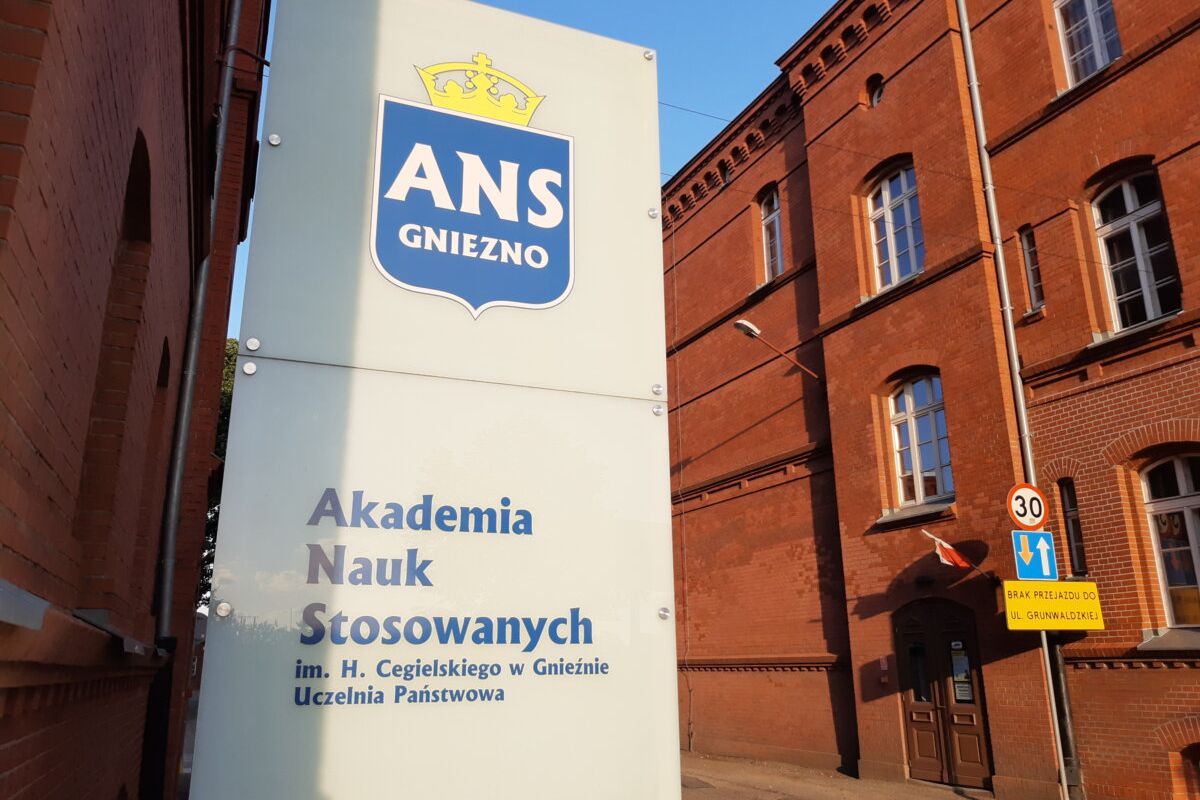 ANS
GNIEZNO
Akademia
Nauk
Stosowanych
im. H. Cegielskiego w Gnieźnie
Uczelnia Państwowa
30
BRAK PRZEJAZDU DO
UL. GRUNWALDZKIEJ